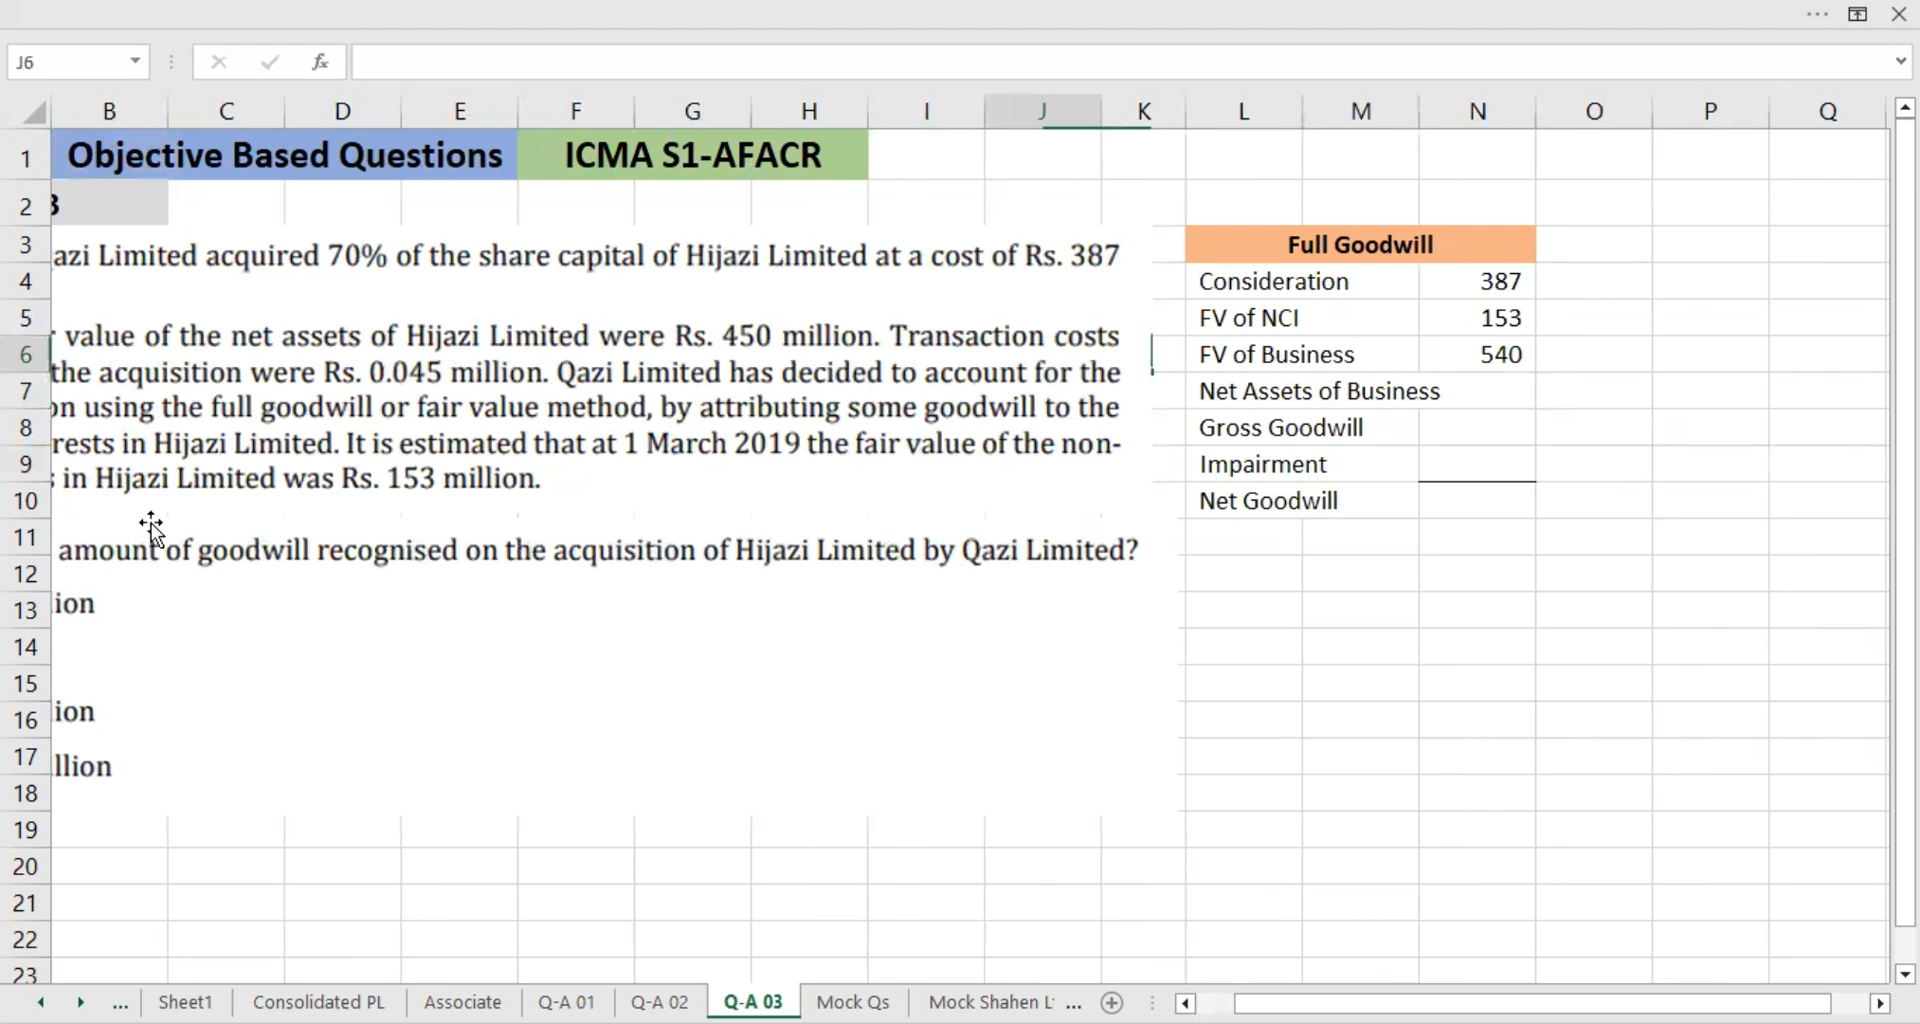 J6
fx
B C D E F G H I J K L M N O P Q
1 Objective Based Questions ICMA S1-AFACR
2 3
3 Full Goodwill
azi Limited acquired 70% of the share capital of Hijazi Limited at a cost of Rs. 387
4 Consideration 387
5 FV of NCI 153
value of the net assets of Hijazi Limited were Rs. 450 million. Transaction costs
6 FV of Business 540
the acquisition were Rs. 0.045 million. Qazi Limited has decided to account for the
7 Net Assets of Business
on using the full goodwill or fair value method, by attributing some goodwill to the
8 Gross Goodwill
rests in Hijazi Limited. It is estimated that at 1 March 2019 the fair value of the non-
9 Impairment
in Hijazi Limited was Rs. 153 million.
10 Net Goodwill
11
amount of goodwill recognised on the acquisition of Hijazi Limited by Qazi Limited?
12
13 ion
14
15
16 ion
17 llion
18
19
20
21
22
23
... Sheet1 Consolidated PL Associate Q-A 01 Q-A 02 Q-A 03 Mock Qs Mock Shahen L ...